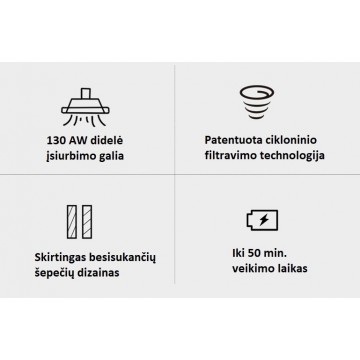 130 AW didelė
įsiurbimo galia
Patentuota cikloninio
filtravimo technologija
Skirtingas besisukančių
šepečių dizainas
Iki 50 min.
veikimo laikas